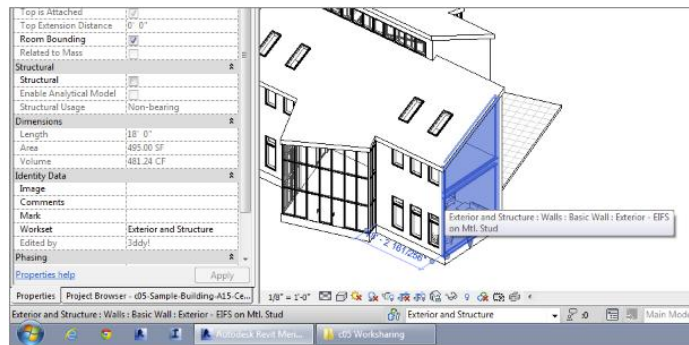 Top is Attached
Top Extension Distance 0' 0"
Room Bounding
Related to Mass
Structural
Structural
Enable Analytical Model
Structural Usage Non-bearing
Dimensions
Length 18' 0"
Area 495.00 SF
Volume 481.24 CF
Identity Data
Image
Comments
Mark
Workset Exterior and Structure
Edited by 3ddy!
Phasing
Properties help Apply
Properties Project Browser - c05-Sample-Building-A15-Ce...
Exterior and Structure : Walls : Basic Wall : Exterior - EIFS
on Mtl. Stud
1/8" = 1'-0"
Exterior and Structure : Walls : Basic Wall : Exterior - EIFS on Mtl. Stud Exterior and Structure :0 Main Mode
Autodesk Revit Men... c05 Worksharing